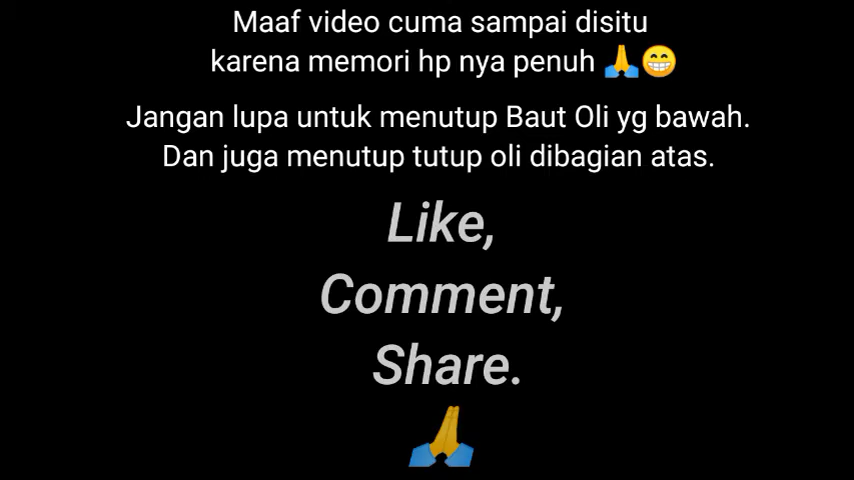 Maaf video cuma sampai disitu
karena memori hp nya penuh 🙏😁
Jangan lupa untuk menutup Baut Oli yg bawah.
Dan juga menutup tutup oli dibagian atas.
Like,
Comment,
Share.
🙏